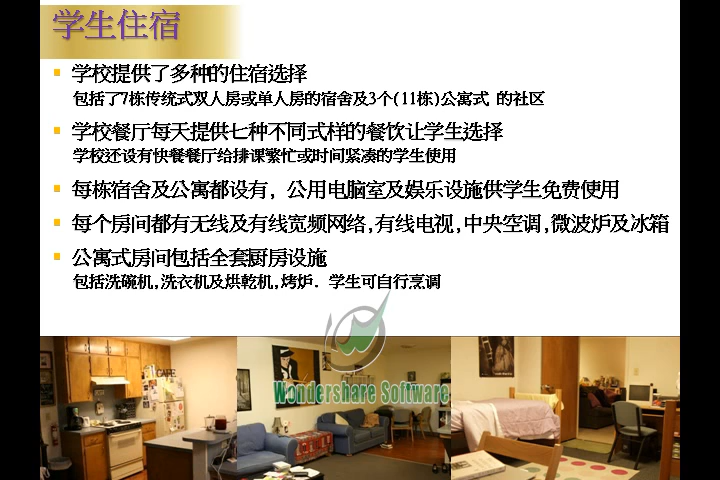 学生住宿
学校提供了多种的住宿选择
包括了7栋传统式双人房或单人房的宿舍及3个(11栋)公寓式 的社区
学校餐厅每天提供七种不同式样的餐饮让学生选择
学校还设有快餐餐厅给排课繁忙或时间紧凑的学生使用
每栋宿舍及公寓都设有, 公用电脑室及娱乐设施供学生免费使用
每个房间都有无线及有线宽频网络,有线电视,中央空调,微波炉及冰箱
公寓式房间包括全套厨房设施
包括洗碗机,洗衣机及烘乾机,烤炉. 学生可自行烹调
CAFE
Wondershare Software